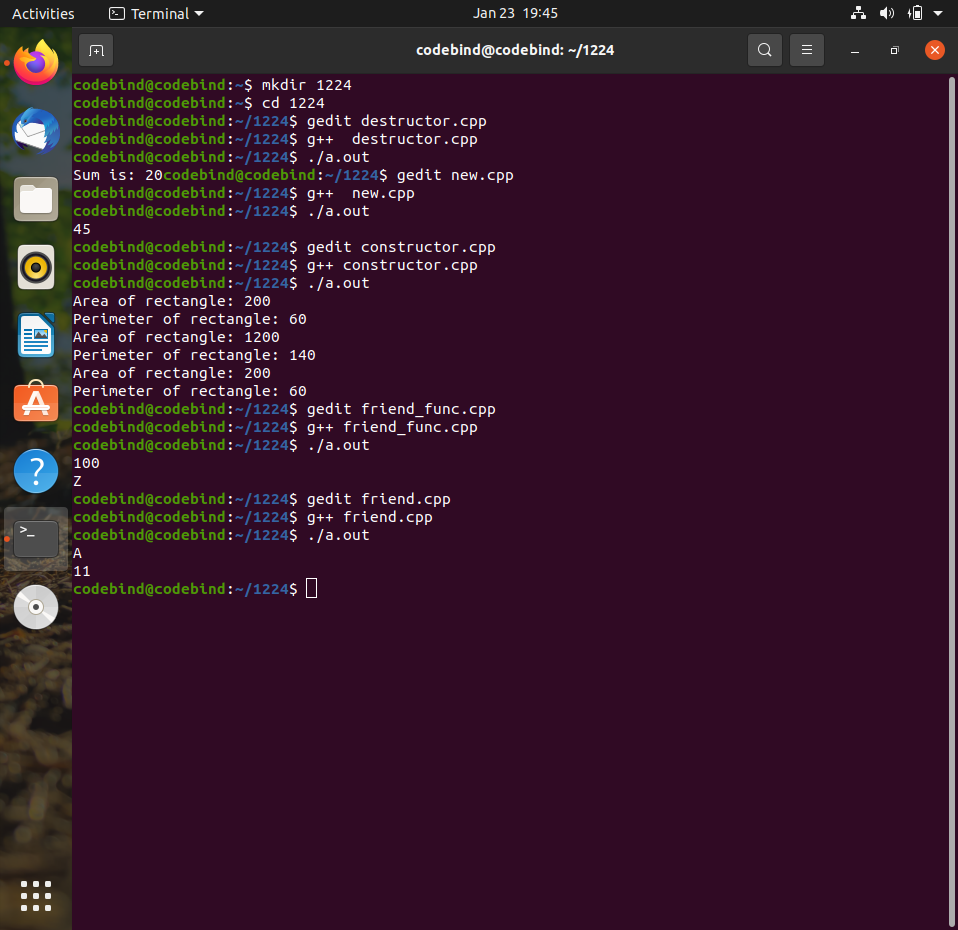 Activities Terminal Jan 23 19:45
codebind@codebind: ~/1224
codebind@codebind:~$ mkdir 1224
codebind@codebind:~$ cd 1224
codebind@codebind:~/1224$ gedit destructor.cpp
codebind@codebind:~/1224$ g++  destructor.cpp
codebind@codebind:~/1224$ ./a.out
Sum is: 20codebind@codebind:~/1224$ gedit new.cpp
codebind@codebind:~/1224$ g++  new.cpp
codebind@codebind:~/1224$ ./a.out
45
codebind@codebind:~/1224$ gedit constructor.cpp
codebind@codebind:~/1224$ g++ constructor.cpp
codebind@codebind:~/1224$ ./a.out
Area of rectangle: 200
Perimeter of rectangle: 60
Area of rectangle: 1200
Perimeter of rectangle: 140
Area of rectangle: 200
Perimeter of rectangle: 60
codebind@codebind:~/1224$ gedit friend_func.cpp
codebind@codebind:~/1224$ g++ friend_func.cpp
codebind@codebind:~/1224$ ./a.out
100
Z
codebind@codebind:~/1224$ gedit friend.cpp
codebind@codebind:~/1224$ g++ friend.cpp
codebind@codebind:~/1224$ ./a.out
A
11
codebind@codebind:~/1224$